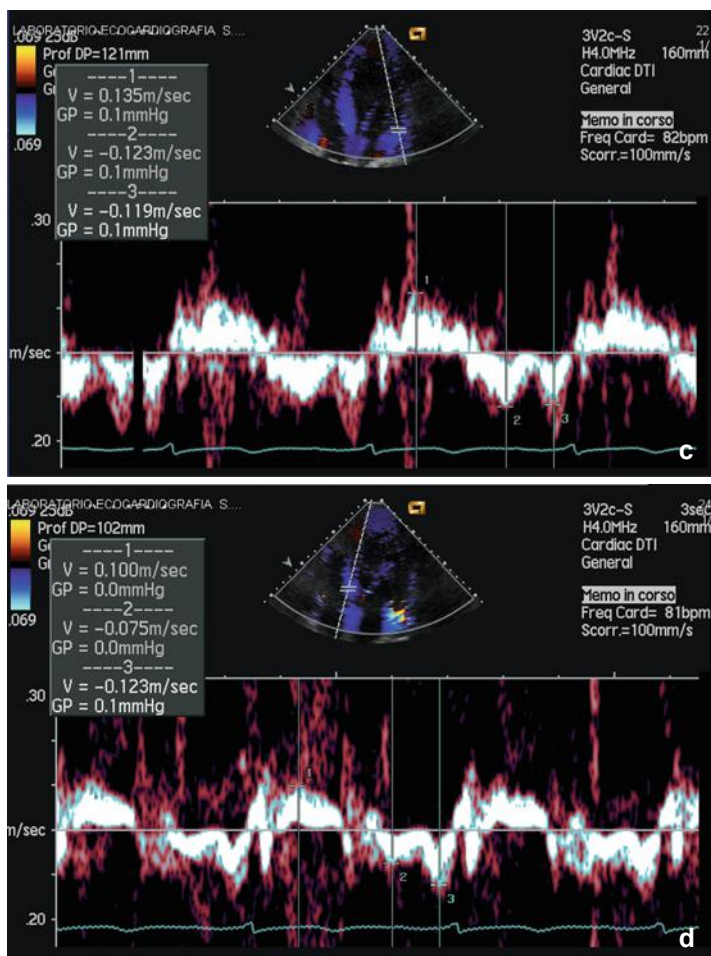 LABORATORIO ECOCARDIOGRAFIA S....
.069 23dB
Prof DP=121mm
----1----
V = 0.135m/sec
GP = 0.1mmHg
----2----
V = -0.123m/sec
GP = 0.1mmHg
----3----
V = -0.119m/sec
GP = 0.1mmHg
.069
3V2c-S
22
H4.0MHz
160mm
Cardiac DTI
General
Memo in corso
Freq Card= 82bpm
Scorr.=100mm/s
.30
m/sec
.20
1
2
3
c
LABORATORIO ECOCARDIOGRAFIA S....
.069 23dB
Prof DP=102mm
----1----
V = 0.100m/sec
GP = 0.0mmHg
----2----
V = -0.075m/sec
GP = 0.0mmHg
----3----
V = -0.123m/sec
GP = 0.1mmHg
.069
3V2c-S
3sec
H4.0MHz
160mm
Cardiac DTI
General
Memo in corso
Freq Card= 81bpm
Scorr.=100mm/s
.30
m/sec
.20
1
2
3
d